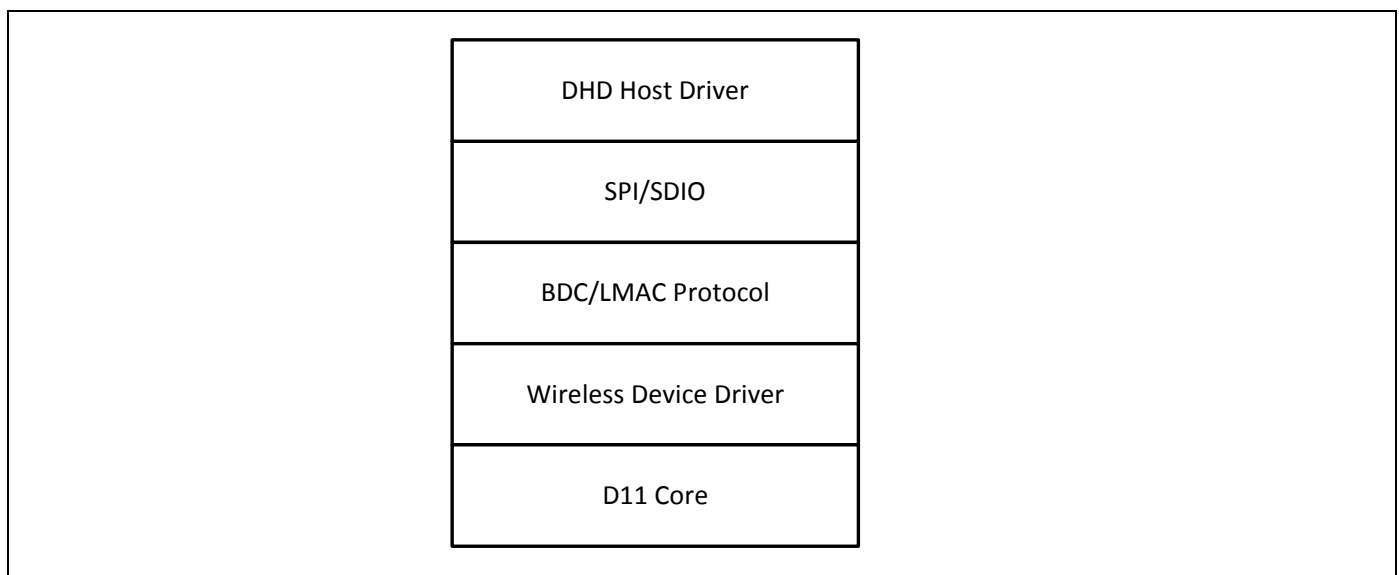 DHD Host Driver
SPI/SDIO
BDC/LMAC Protocol
Wireless Device Driver
D11 Core